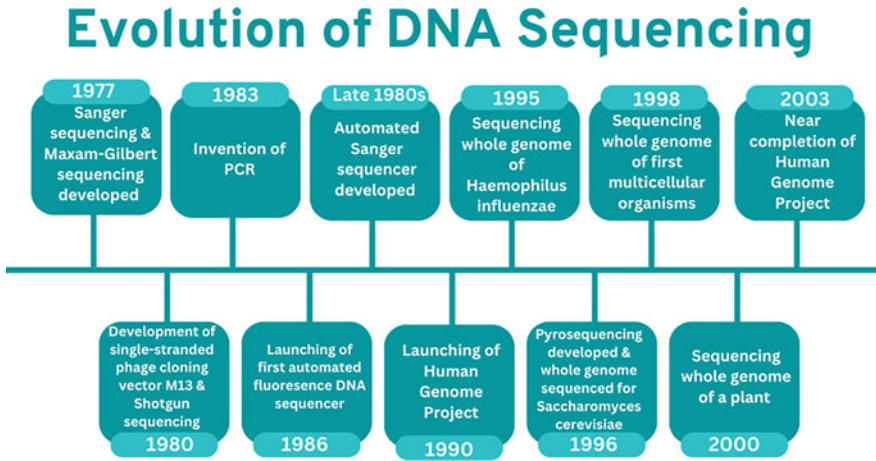 Evolution of DNA Sequencing
1977
Sanger
sequencing &
Maxam-Gilbert
sequencing
developed
1983
Invention of
PCR
Late 1980s
Automated
Sanger
sequencer
developed
1995
Sequencing
whole genome
of
Haemophilus
influenzae
1998
Sequencing
whole genome
of first
multicellular
organisms
2003
Near
completion of
Human
Genome
Project
Development of
single-stranded
phage cloning
vector M13 &
Shotgun
sequencing
1980
Launching of
first automated
fluoresence DNA
sequencer
1986
Launching of
Human
Genome
Project
1990
Pyrosequencing
developed &
whole genome
sequenced for
Saccharomyces
cerevisiae
1996
Sequencing
whole genome
of a plant
2000